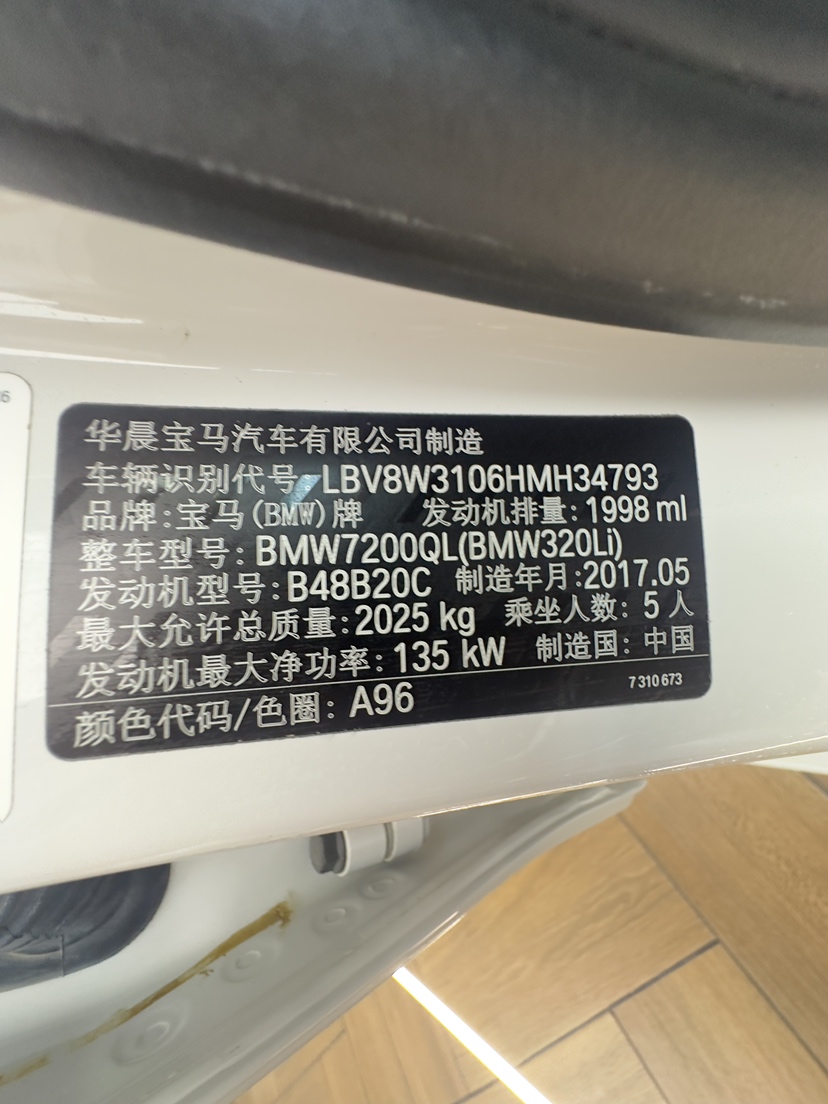 华晨宝马汽车有限公司制造
车辆识别代号: LBV8W3106HMH34793
品牌:宝马(BMW)牌 发动机排量:1998 ml
整车型号:BMW7200QL(BMW320Li)
发动机型号:B48B20C 制造年月:2017.05
最大允许总质量:2025 kg 乘坐人数: 5 人
发动机最大净功率:135 kW 制造国: 中国
7 310 673
颜色代码/色圈: A96